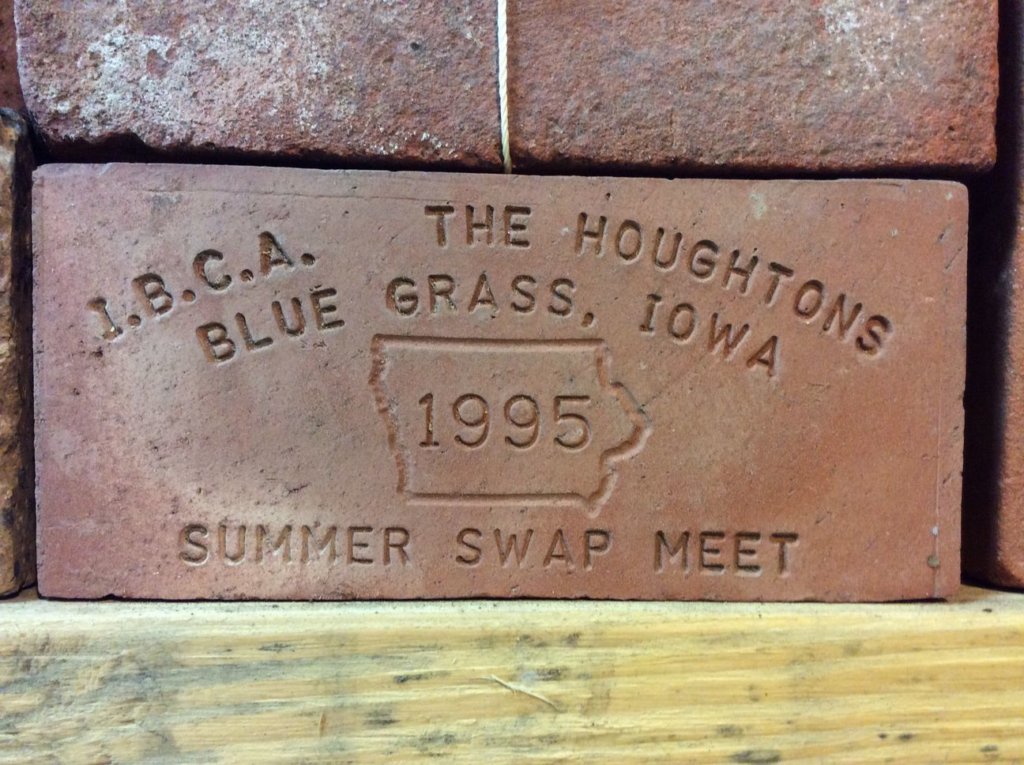 I.B.C.A. THE HOUGHTONS
BLUE GRASS, IOWA
1995
SUMMER SWAP MEET